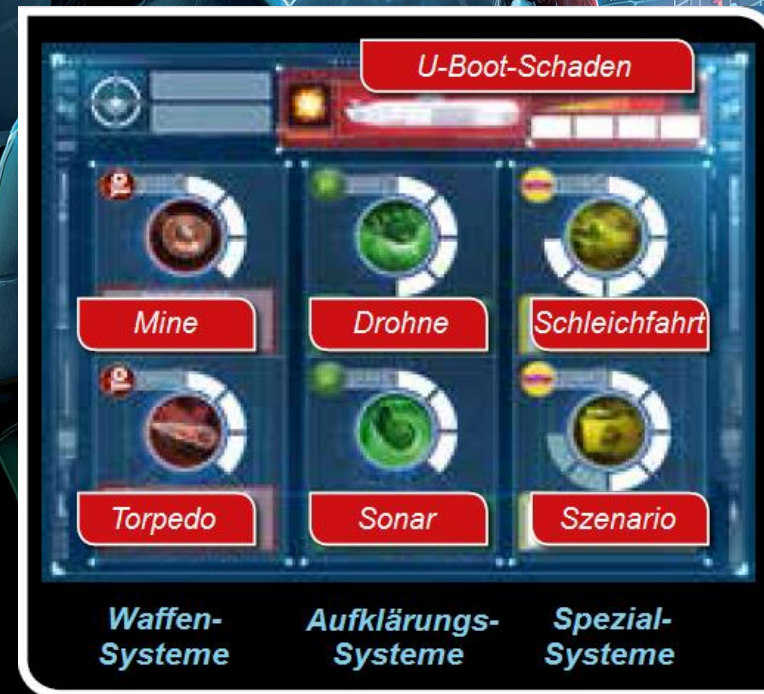 U-Boot-Schaden
Mine
Drohne
Schleichfahrt
Torpedo
Sonar
Szenario
Waffen-
Systeme
Aufklärungs-
Systeme
Spezial-
Systeme